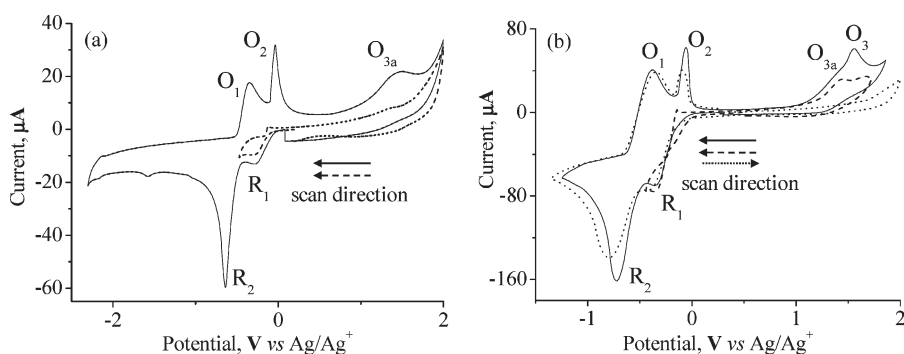 (a)
O1
O2
O3a
R1
R2
scan direction
40
20
0
-20
-40
-60
Current, µA
-2
-1
0
1
2
Potential, V vs Ag/Ag+
(b)
O1
O2
O3a
O3
R1
R2
scan direction
80
0
-80
-160
Current, µA
-1
0
1
2
Potential, V vs Ag/Ag+